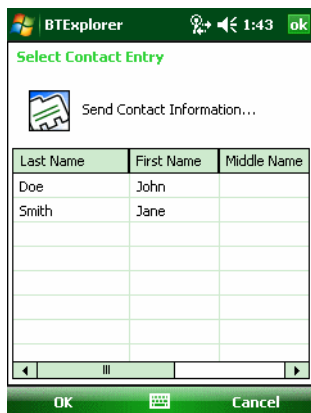 BTExplorer 1:43 ok
Select Contact Entry
Send Contact Information...
Last Name First Name Middle Name
Doe John
Smith Jane
OK Cancel